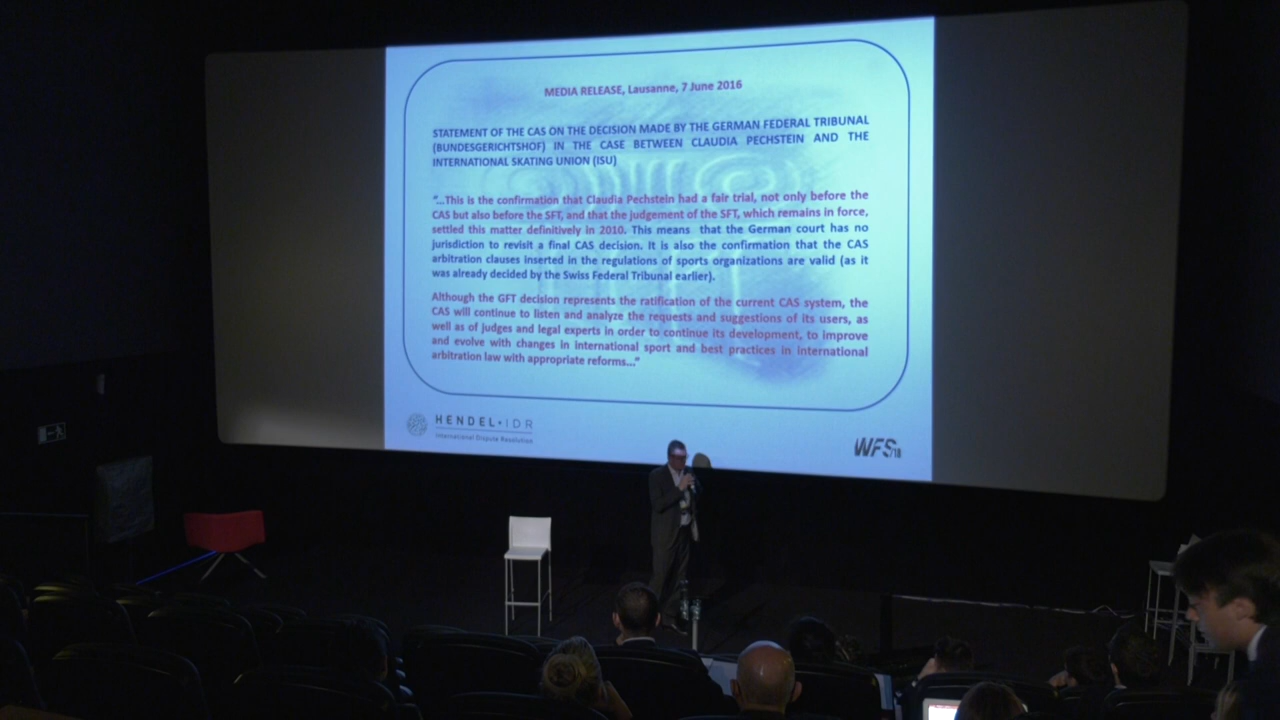 MEDIA RELEASE, Lausanne, 7 June 2016
STATEMENT OF THE CAS ON THE DECISION MADE BY THE GERMAN FEDERAL TRIBUNAL
(BUNDESGERICHTSHOF) IN THE CASE BETWEEN CLAUDIA PECHSTEIN AND THE
INTERNATIONAL SKATING UNION (ISU)
“...This is the confirmation that Claudia Pechstein had a fair trial, not only before the
CAS but also before the SFT, and that the judgement of the SFT, which remains in force,
settled this matter definitively in 2010. This means that the German court has no
jurisdiction to revisit a final CAS decision. It is also the confirmation that the CAS
arbitration clauses inserted in the regulations of sports organizations are valid (as it
was already decided by the Swiss Federal Tribunal earlier).
Although the GFT decision represents the ratification of the current CAS system, the
CAS will continue to listen and analyze the requests and suggestions of its users, as
well as of judges and legal experts in order to continue its development, to improve
and evolve with changes in international sport and best practices in international
arbitration law with appropriate reforms...”
HENDEL•IDR
International Dispute Resolution
WFS/18